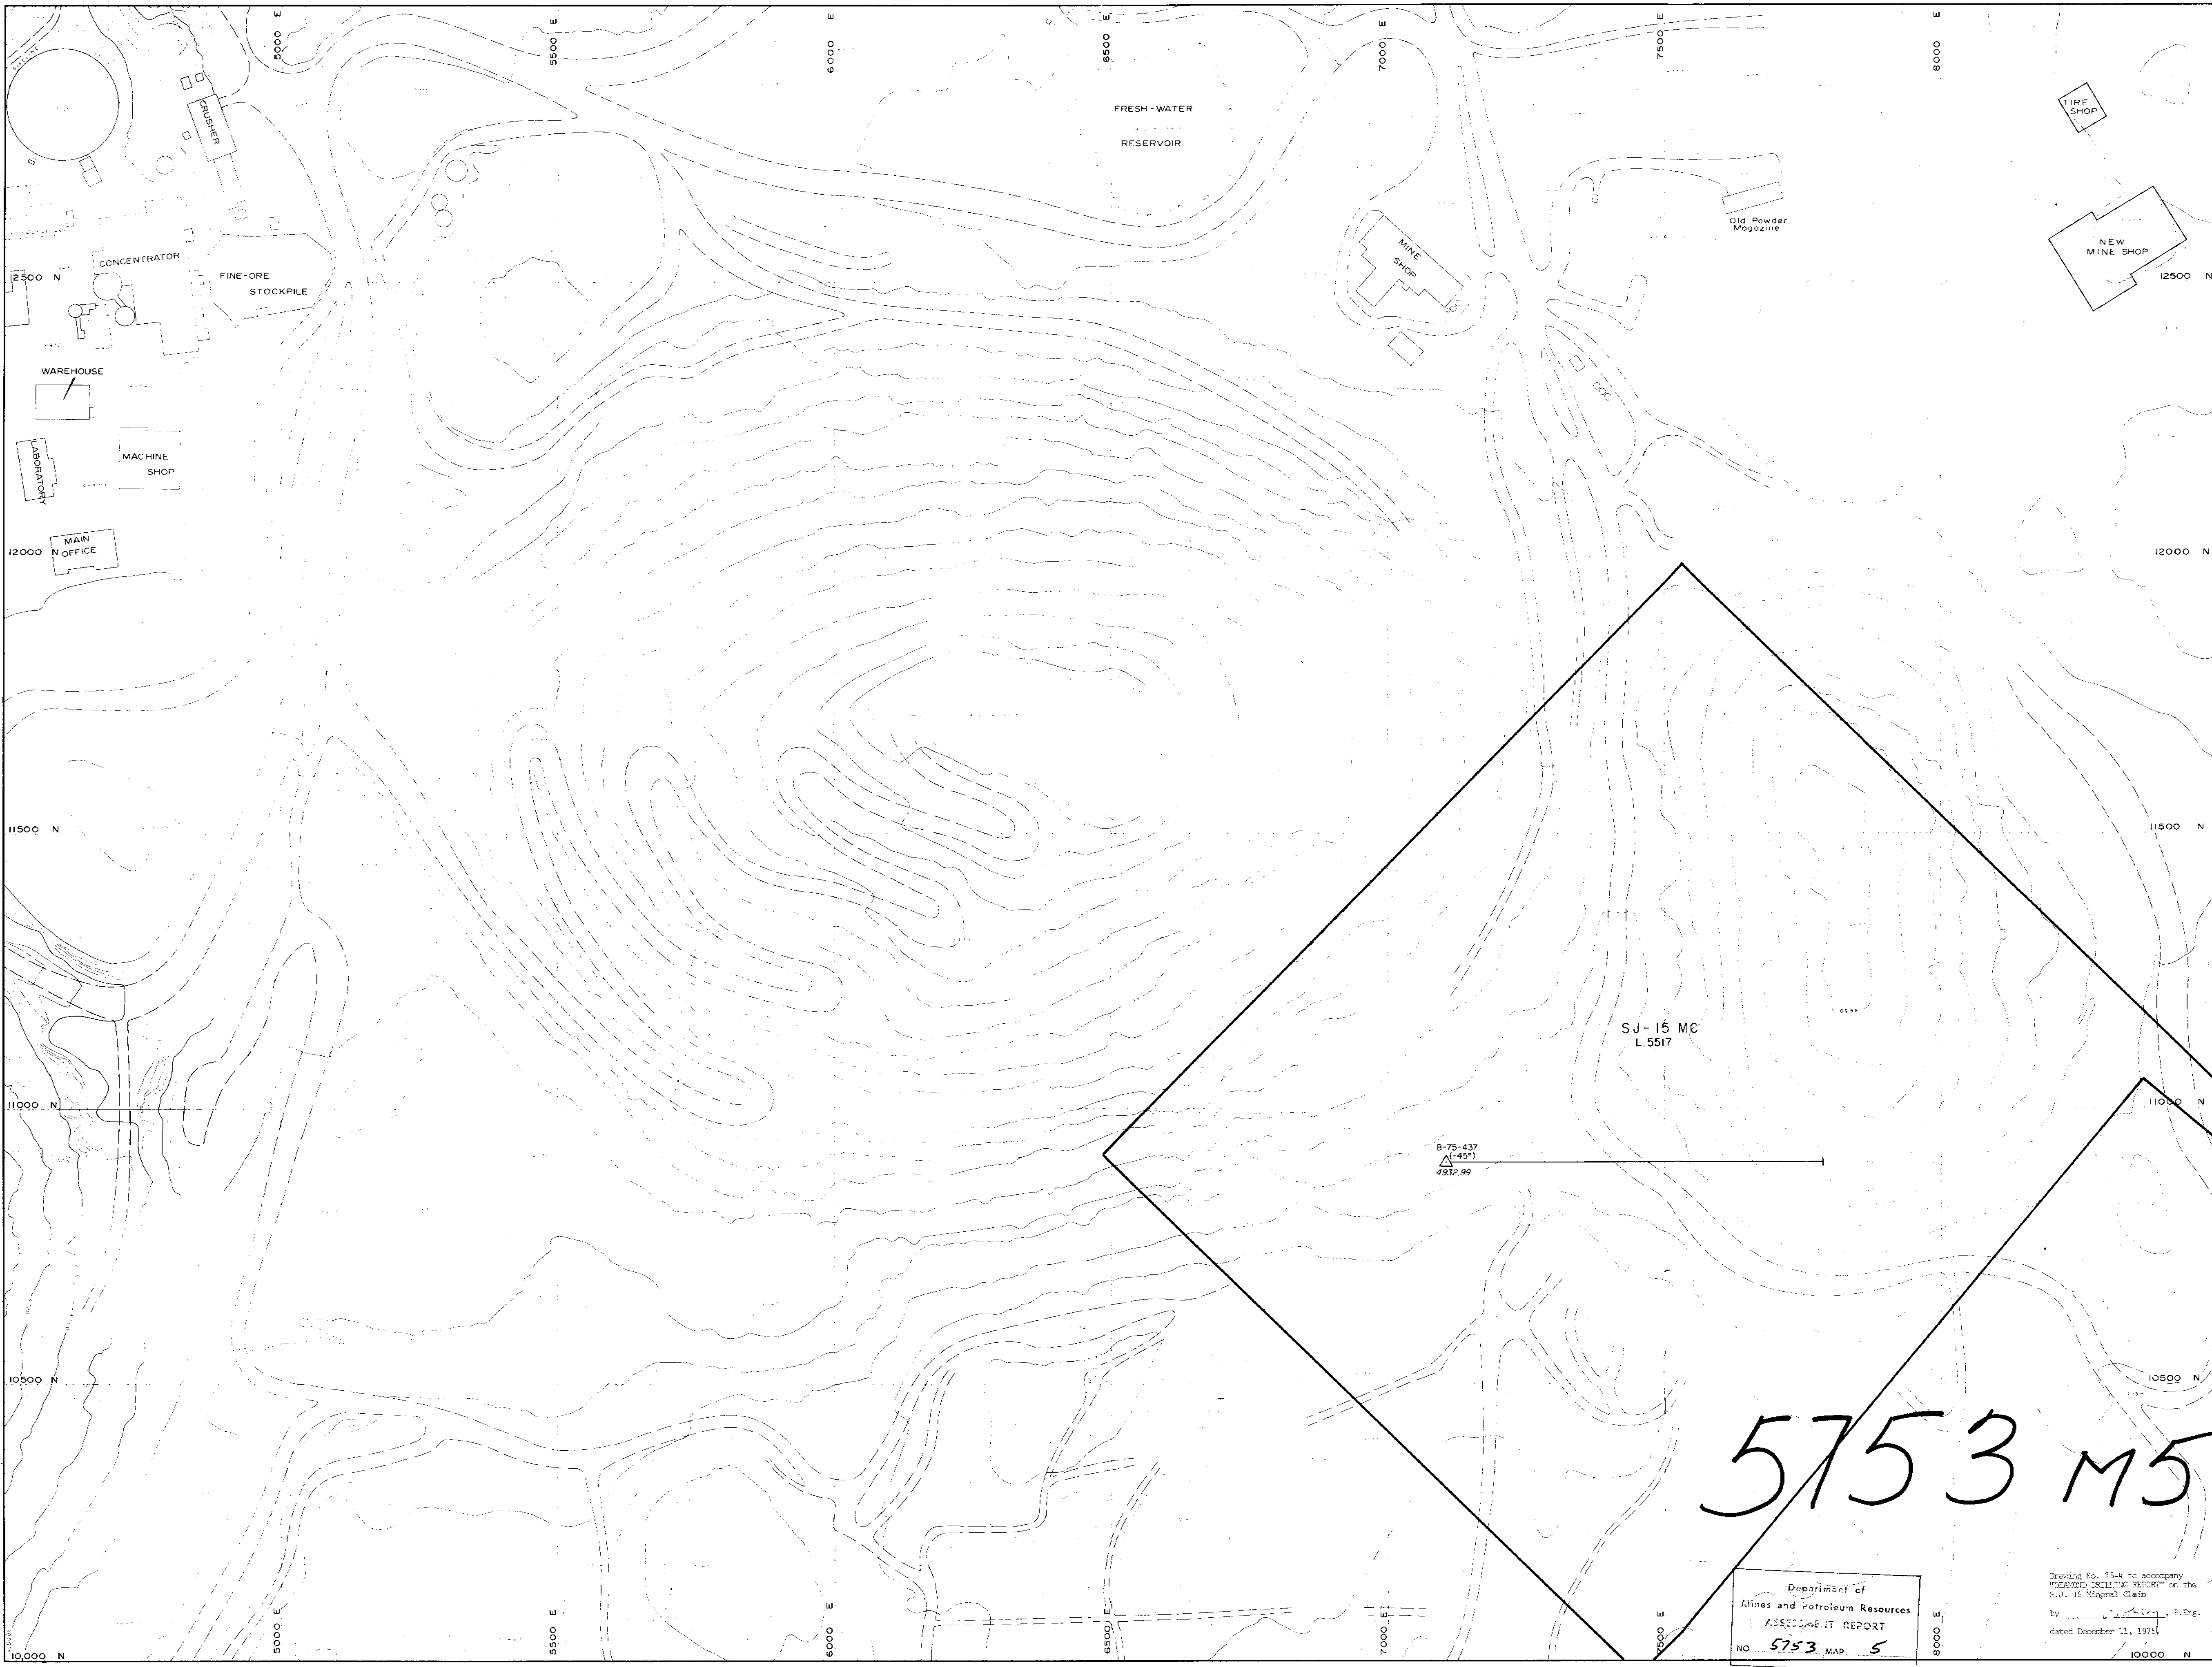 5000 E
5500 E
6000 E
6500 E
7000 E
7500 E
8000 E
CRUSHER
FRESH-WATER
RESERVOIR
TIRE
SHOP
Old Powder
Magazine
MINE
SHOP
NEW
MINE SHOP
CONCENTRATOR
FINE-ORE
STOCKPILE
12500 N
12500 N
WAREHOUSE
LABORATORY
MACHINE
SHOP
MAIN
OFFICE
12000 N
12000 N
11500 N
11500 N
SJ-15 MC
L.5517
11000 N
11000 N
B-75-437
(-45°)
4932.99
10500 N
10500 N
5753 M5
Department of
Mines and Petroleum Resources
ASSESSMENT REPORT
NO. 5753 MAP 5
Drawing No. 75-4 to accompany
"DIAMOND DRILLING REPORT" on the
S.J. 15 Mineral Claim
by , P.Eng.
dated December 11, 1975
5000 E
5500 E
6000 E
6500 E
7000 E
7500 E
8000 E
10,000 N
10000 N